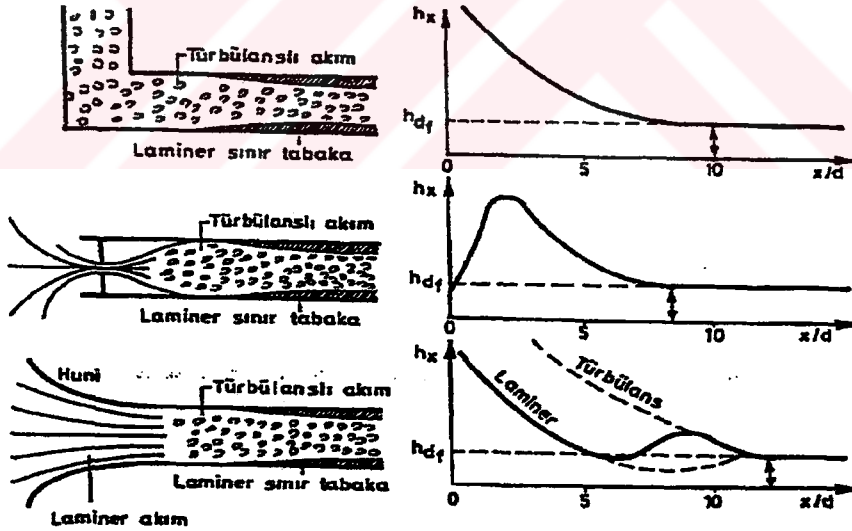 Türbülanslı akım
Laminer sınır tabaka
hx
hdf
0
5
10
x/d
Türbülanslı akım
Laminer sınır tabaka
hx
hdf
0
5
10
x/d
Huni
Türbülanslı akım
Laminer sınır tabaka
Laminer akım
hx
Laminer
Türbülans
hdf
0
5
10
x/d